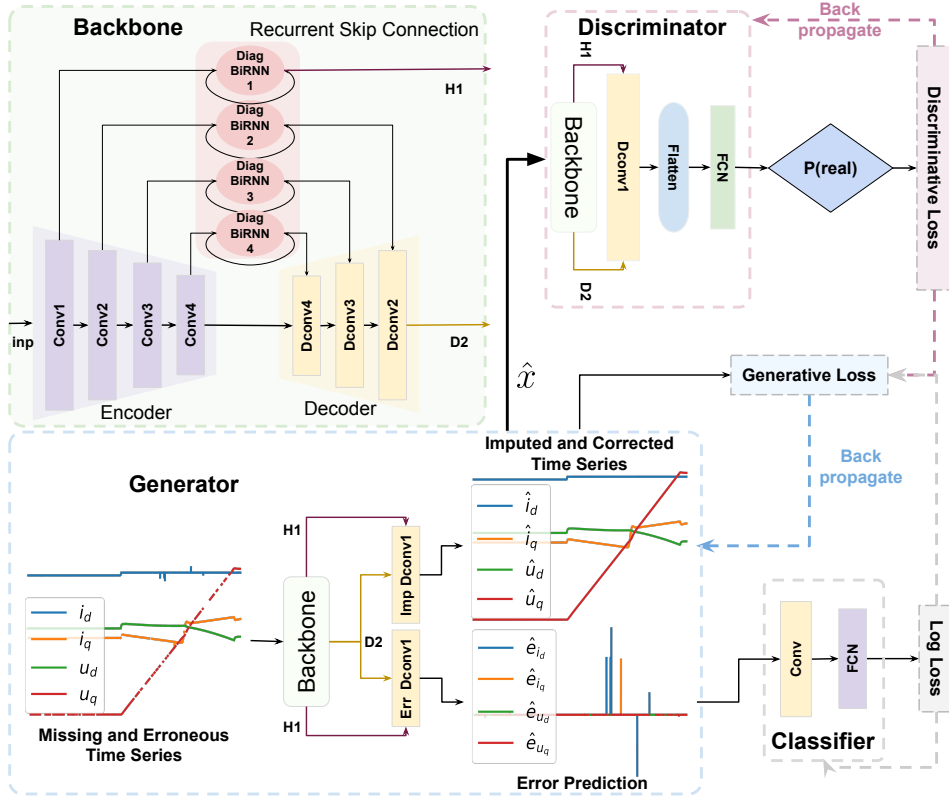 Backbone
Recurrent Skip Connection
Diag
BiRNN
1
H1
Diag
BiRNN
2
Diag
BiRNN
3
Diag
BiRNN
4
inp
Conv1
Conv2
Conv3
Conv4
Dconv4
Dconv3
Dconv2
D2
Encoder
Decoder
Discriminator
H1
Backbone
D2
Dconv1
Flatten
FCN
P(real)
Back
propagate
Discriminative Loss
x̂
Generative Loss
Back
propagate
Generator
i_d
i_q
u_d
u_q
Missing and Erroneous
Time Series
H1
Backbone
D2
H1
Imp Dconv1
Err Dconv1
Imputed and Corrected
Time Series
î_d
î_q
û_d
û_q
ê_{i_d}
ê_{i_q}
ê_{u_d}
ê_{u_q}
Error Prediction
Conv
FCN
Classifier
Log Loss